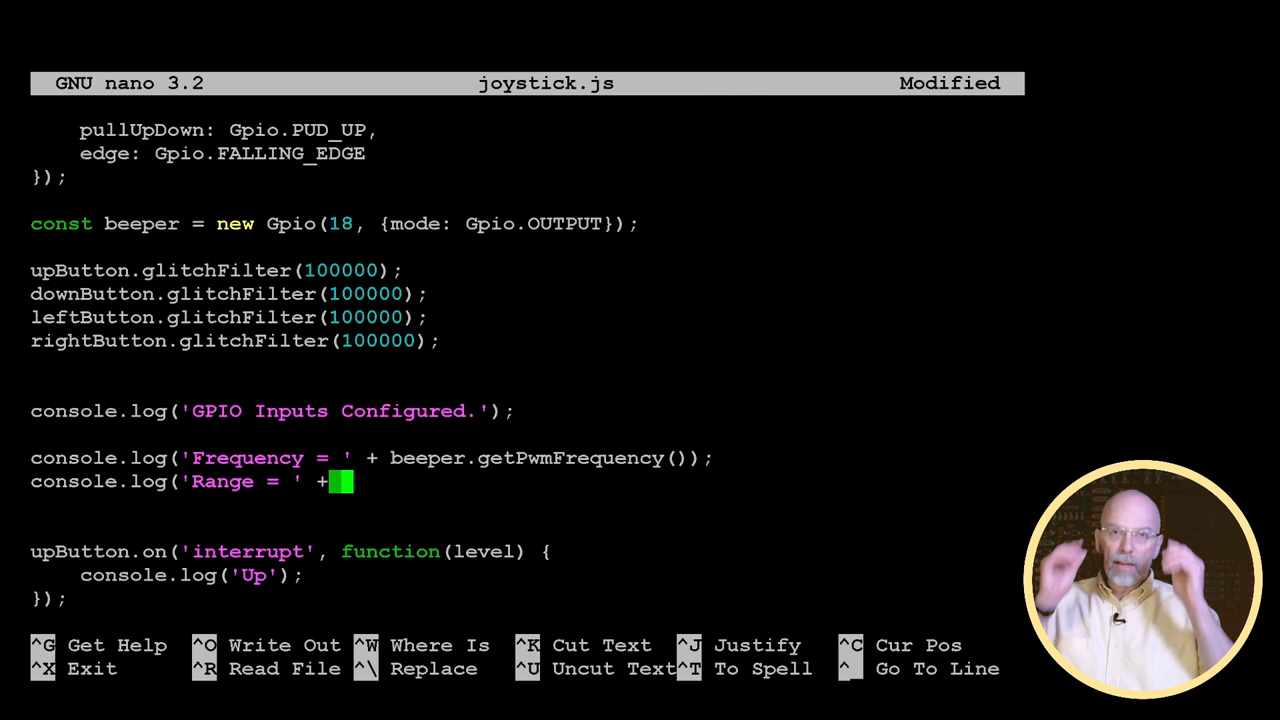 GNU nano 3.2 joystick.js Modified
pullUpDown: Gpio.PUD_UP,
edge: Gpio.FALLING_EDGE
});
const beeper = new Gpio(18, {mode: Gpio.OUTPUT});
upButton.glitchFilter(100000);
downButton.glitchFilter(100000);
leftButton.glitchFilter(100000);
rightButton.glitchFilter(100000);
console.log('GPIO Inputs Configured.');
console.log('Frequency = ' + beeper.getPwmFrequency());
console.log('Range = ' +
upButton.on('interrupt', function(level) {
console.log('Up');
});
^G Get Help ^O Write Out ^W Where Is ^K Cut Text ^J Justify ^C Cur Pos
^X Exit ^R Read File ^\ Replace ^U Uncut Text ^T To Spell ^_ Go To Line